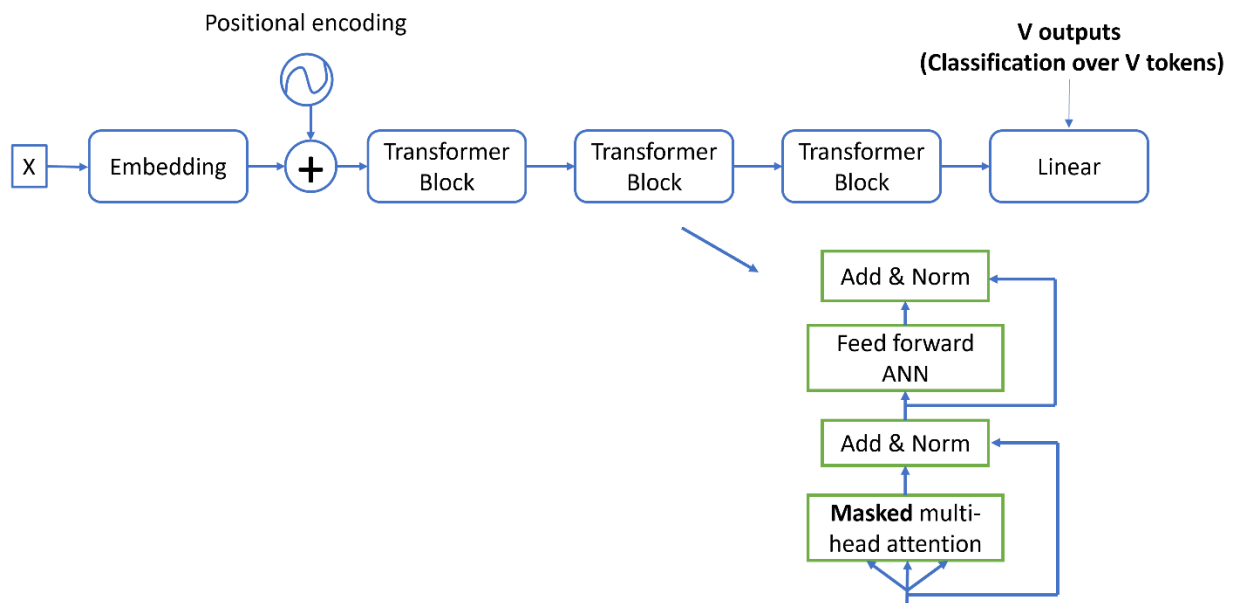 Positional encoding
V outputs
(Classification over V tokens)
X
Embedding
+
Transformer
Block
Transformer
Block
Transformer
Block
Linear
Add & Norm
Feed forward
ANN
Add & Norm
Masked multi-
head attention